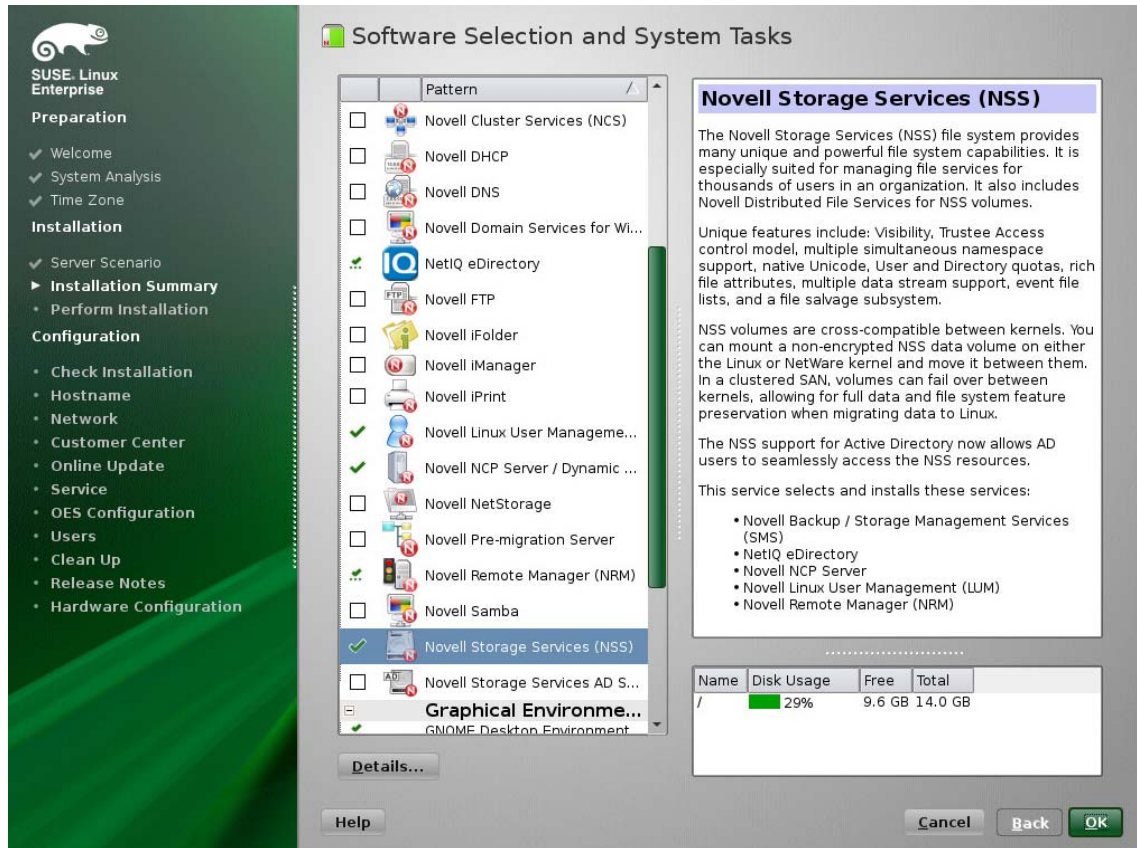 SUSE. Linux
Enterprise
Preparation
Welcome
System Analysis
Time Zone
Installation
Server Scenario
Installation Summary
Perform Installation
Configuration
Check Installation
Hostname
Network
Customer Center
Online Update
Service
OES Configuration
Users
Clean Up
Release Notes
Hardware Configuration
Software Selection and System Tasks
Pattern
Novell Cluster Services (NCS)
Novell DHCP
Novell DNS
Novell Domain Services for Wi...
NetIQ eDirectory
Novell FTP
Novell iFolder
Novell iManager
Novell iPrint
Novell Linux User Manageme...
Novell NCP Server / Dynamic ...
Novell NetStorage
Novell Pre-migration Server
Novell Remote Manager (NRM)
Novell Samba
Novell Storage Services (NSS)
Novell Storage Services AD S...
Graphical Environme...
GNOME Desktop Environment
Details...
Novell Storage Services (NSS)
The Novell Storage Services (NSS) file system provides
many unique and powerful file system capabilities. It is
especially suited for managing file services for
thousands of users in an organization. It also includes
Novell Distributed File Services for NSS volumes.
Unique features include: Visibility, Trustee Access
control model, multiple simultaneous namespace
support, native Unicode, User and Directory quotas, rich
file attributes, multiple data stream support, event file
lists, and a file salvage subsystem.
NSS volumes are cross-compatible between kernels. You
can mount a non-encrypted NSS data volume on either
the Linux or NetWare kernel and move it between them.
In a clustered SAN, volumes can fail over between
kernels, allowing for full data and file system feature
preservation when migrating data to Linux.
The NSS support for Active Directory now allows AD
users to seamlessly access the NSS resources.
This service selects and installs these services:
• Novell Backup / Storage Management Services
(SMS)
• NetIQ eDirectory
• Novell NCP Server
• Novell Linux User Management (LUM)
• Novell Remote Manager (NRM)
Name Disk Usage Free Total
/ 29% 9.6 GB 14.0 GB
Help
Cancel
Back
OK